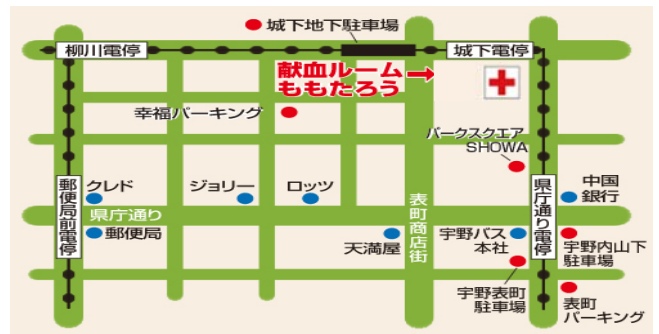 城下地下駐車場
柳川電停
城下電停
献血ルーム
ももたろう
幸福パーキング
パークスクエア
SHOWA
郵便局前電停
クレド
ジョリー
ロッツ
表町商店街
県庁通り電停
中国
銀行
県庁通り
郵便局
天満屋
宇野バス
本社
宇野内山下
駐車場
宇野表町
駐車場
表町
パーキング